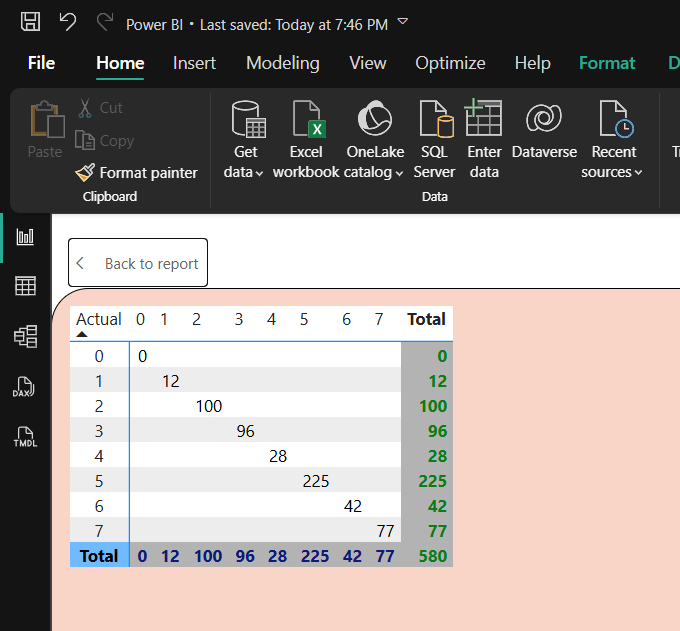 Power BI • Last saved: Today at 7:46 PM
File Home Insert Modeling View Optimize Help Format D
Paste
Cut
Copy
Format painter
Clipboard
Get data
Excel workbook
OneLake catalog
SQL Server
Enter data
Dataverse
Recent sources
T
Data
DAX
TMDL
Back to report
Actual 0 1 2 3 4 5 6 7 Total
0 0 0
1 12 12
2 100 100
3 96 96
4 28 28
5 225 225
6 42 42
7 77 77
Total 0 12 100 96 28 225 42 77 580